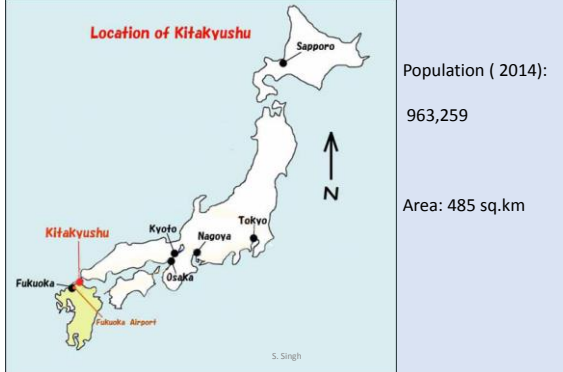 Location of Kitakyushu
Sapporo
N
Kitakyushu
Kyoto
Nagoya
Tokyo
Osaka
Fukuoka
Fukuoka Airport
S. Singh
Population ( 2014):
963,259
Area: 485 sq.km